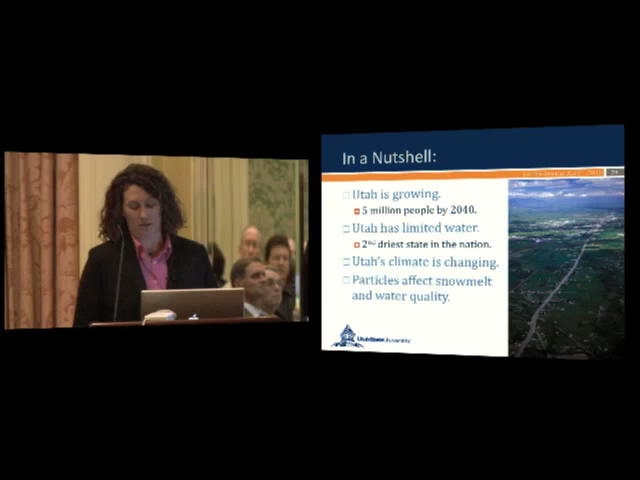 In a Nutshell:
Utah is growing.
5 million people by 2040.
Utah has limited water.
2nd driest state in the nation.
Utah's climate is changing.
Particles affect snowmelt
and water quality.
UtahStateUniversity